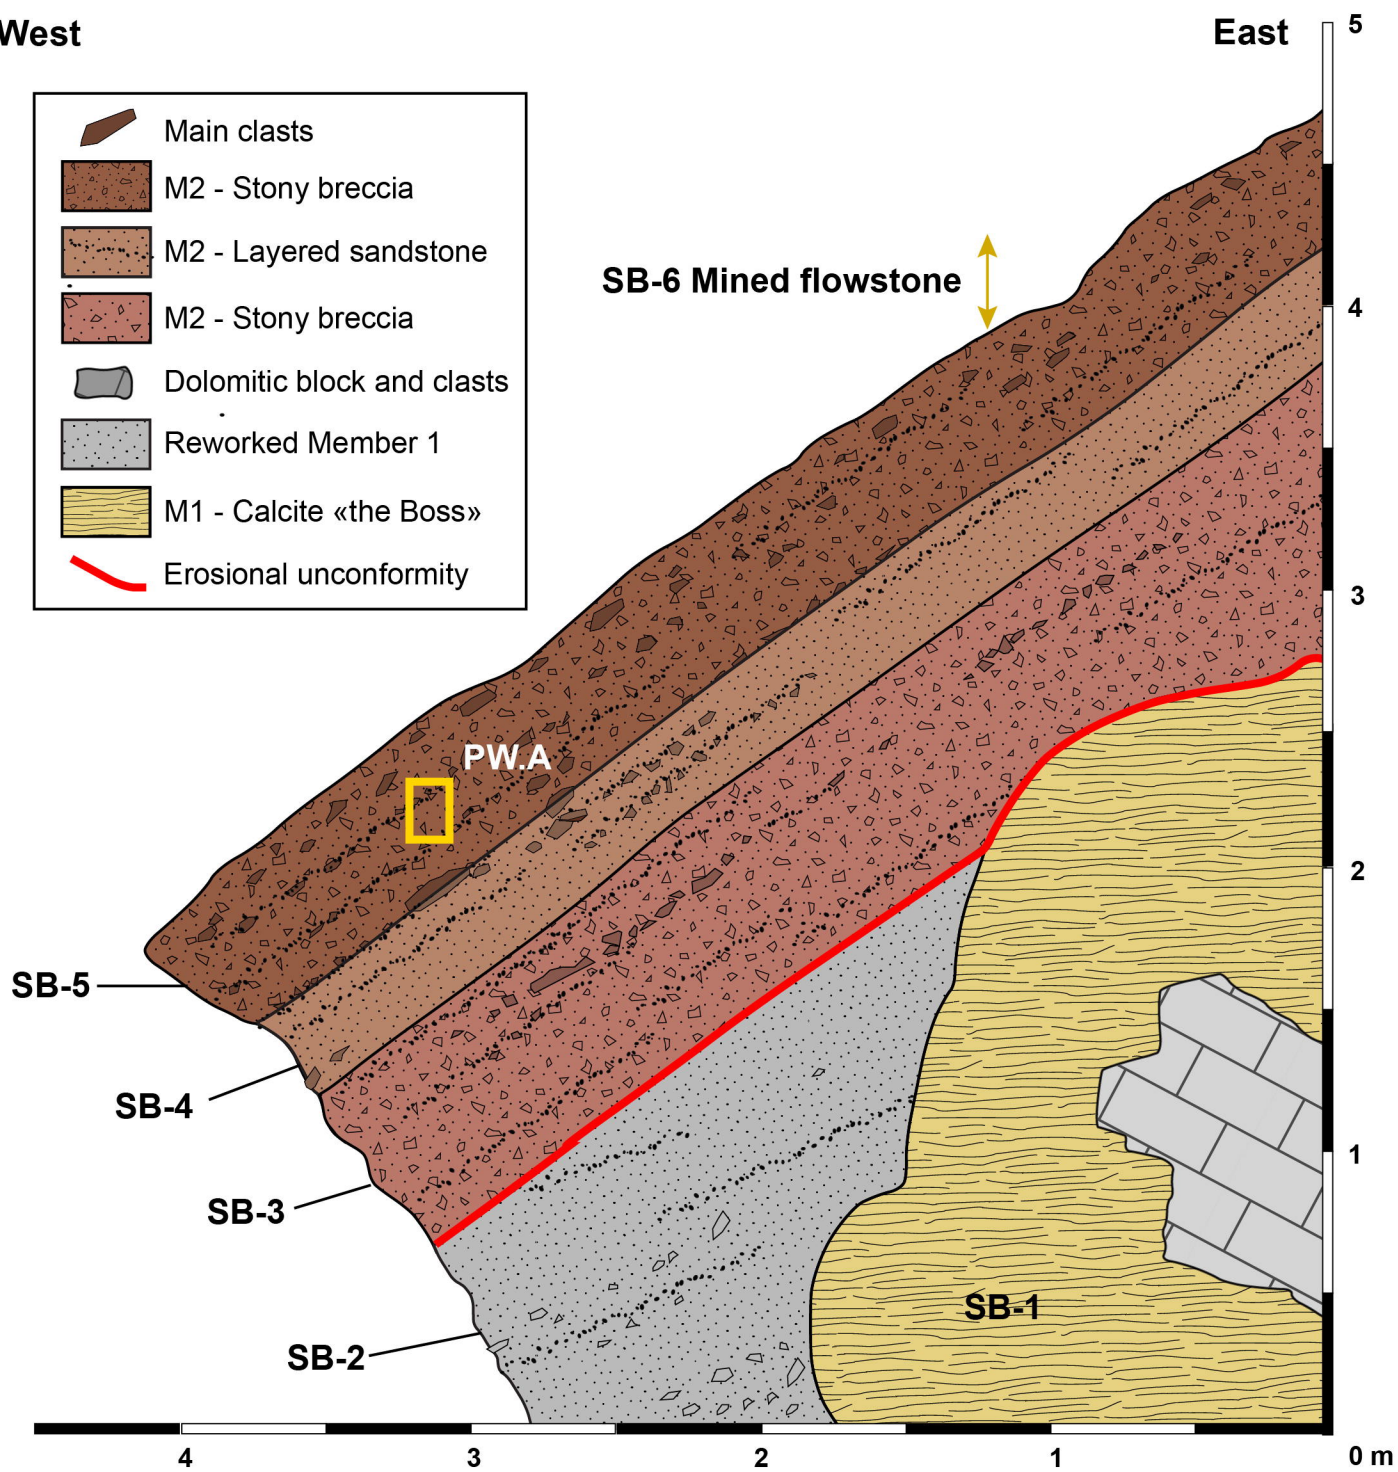 West
East
5
Main clasts
M2 - Stony breccia
M2 - Layered sandstone
M2 - Stony breccia
Dolomitic block and clasts
Reworked Member 1
M1 - Calcite «the Boss»
Erosional unconformity
SB-6 Mined flowstone
4
3
PW.A
2
SB-5
SB-4
1
SB-3
SB-1
SB-2
4
3
2
1
0 m